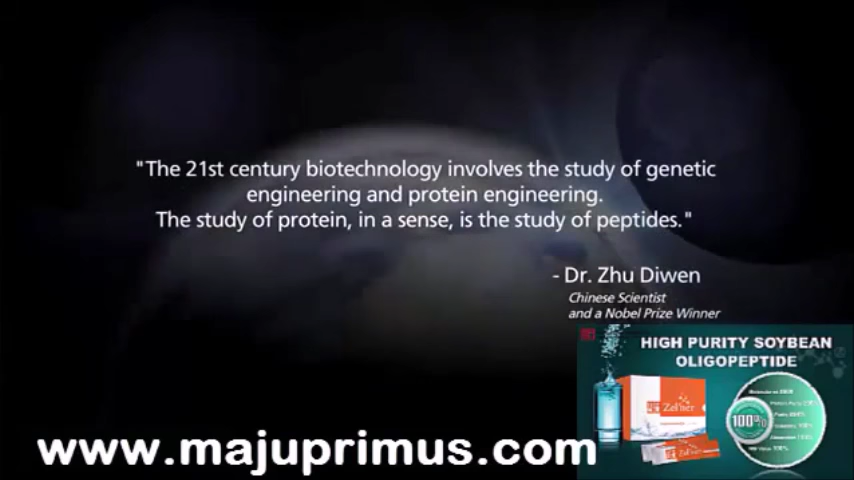 "The 21st century biotechnology involves the study of genetic
engineering and protein engineering.
The study of protein, in a sense, is the study of peptides."
- Dr. Zhu Diwen
Chinese Scientist
and a Nobel Prize Winner
HIGH PURITY SOYBEAN
OLIGOPEPTIDE
100%
www.majuprimus.com